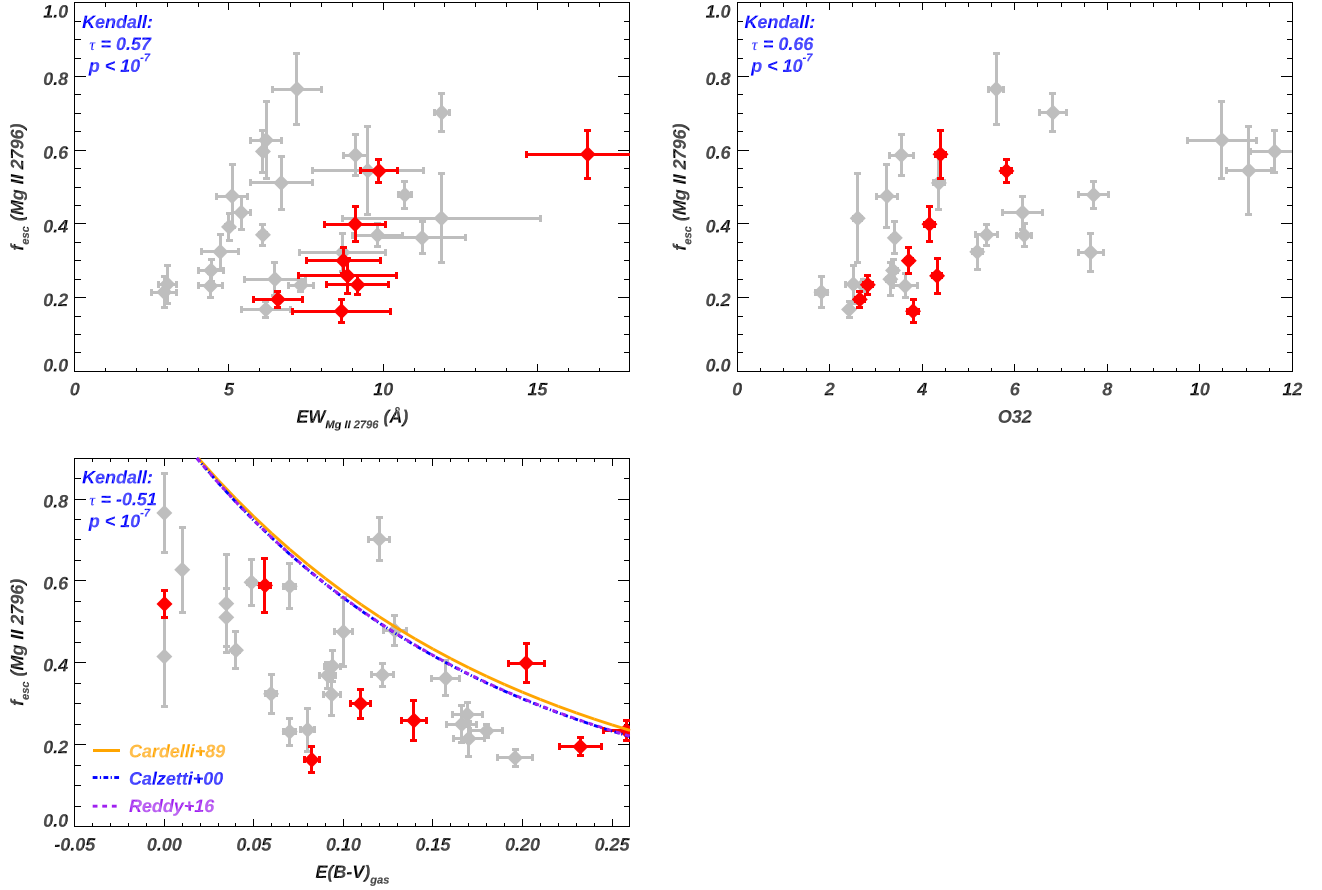 Kendall:
τ = 0.57
p < 10^-7
1.0
0.8
0.6
0.4
0.2
0.0
f_esc (Mg II 2796)
0 5 10 15
EW_Mg II 2796 (Å)
Kendall:
τ = 0.66
p < 10^-7
1.0
0.8
0.6
0.4
0.2
0.0
f_esc (Mg II 2796)
0 2 4 6 8 10 12
O32
Kendall:
τ = -0.51
p < 10^-7
0.8
0.6
0.4
0.2
0.0
f_esc (Mg II 2796)
Cardelli+89
Calzetti+00
Reddy+16
-0.05 0.00 0.05 0.10 0.15 0.20 0.25
E(B-V)_gas